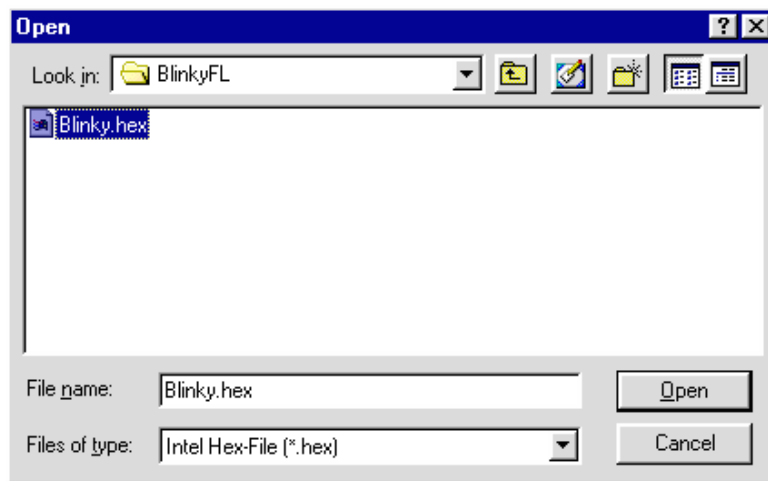 Open
Look in: BlinkyFL
Blinky.hex
File name: Blinky.hex Open
Files of type: Intel Hex-File (*.hex) Cancel